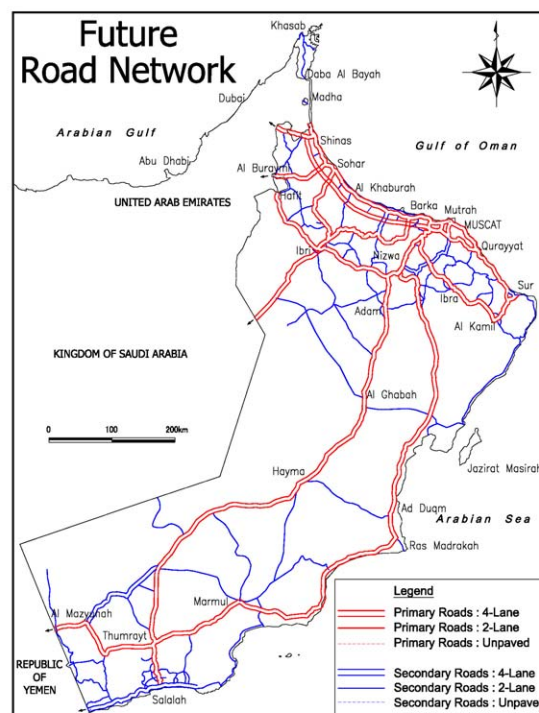 Future
Road Network
Khasab
Daba Al Bayah
Madha
Dubai
Arabian Gulf
Shinas
Gulf of Oman
Abu Dhabi
Sohar
Al Buraymi
Al Khaburah
UNITED ARAB EMIRATES
Hafit
Barka
Mutrah
MUSCAT
Qurayyat
Ibri
Nizwa
Sur
Ibra
Adam
Al Kamil
KINGDOM OF SAUDI ARABIA
Al Ghabah
0 100 200km
Hayma
Jazirat Masirah
Ad Duqm
Arabian Sea
Ras Madrakah
Legend
Primary Roads : 4-Lane
Primary Roads : 2-Lane
Primary Roads : Unpaved
Secondary Roads : 4-Lane
Secondary Roads : 2-Lane
Secondary Roads : Unpave
Al Mazyunah
Marmul
Thumrayt
REPUBLIC
OF
YEMEN
Salalah